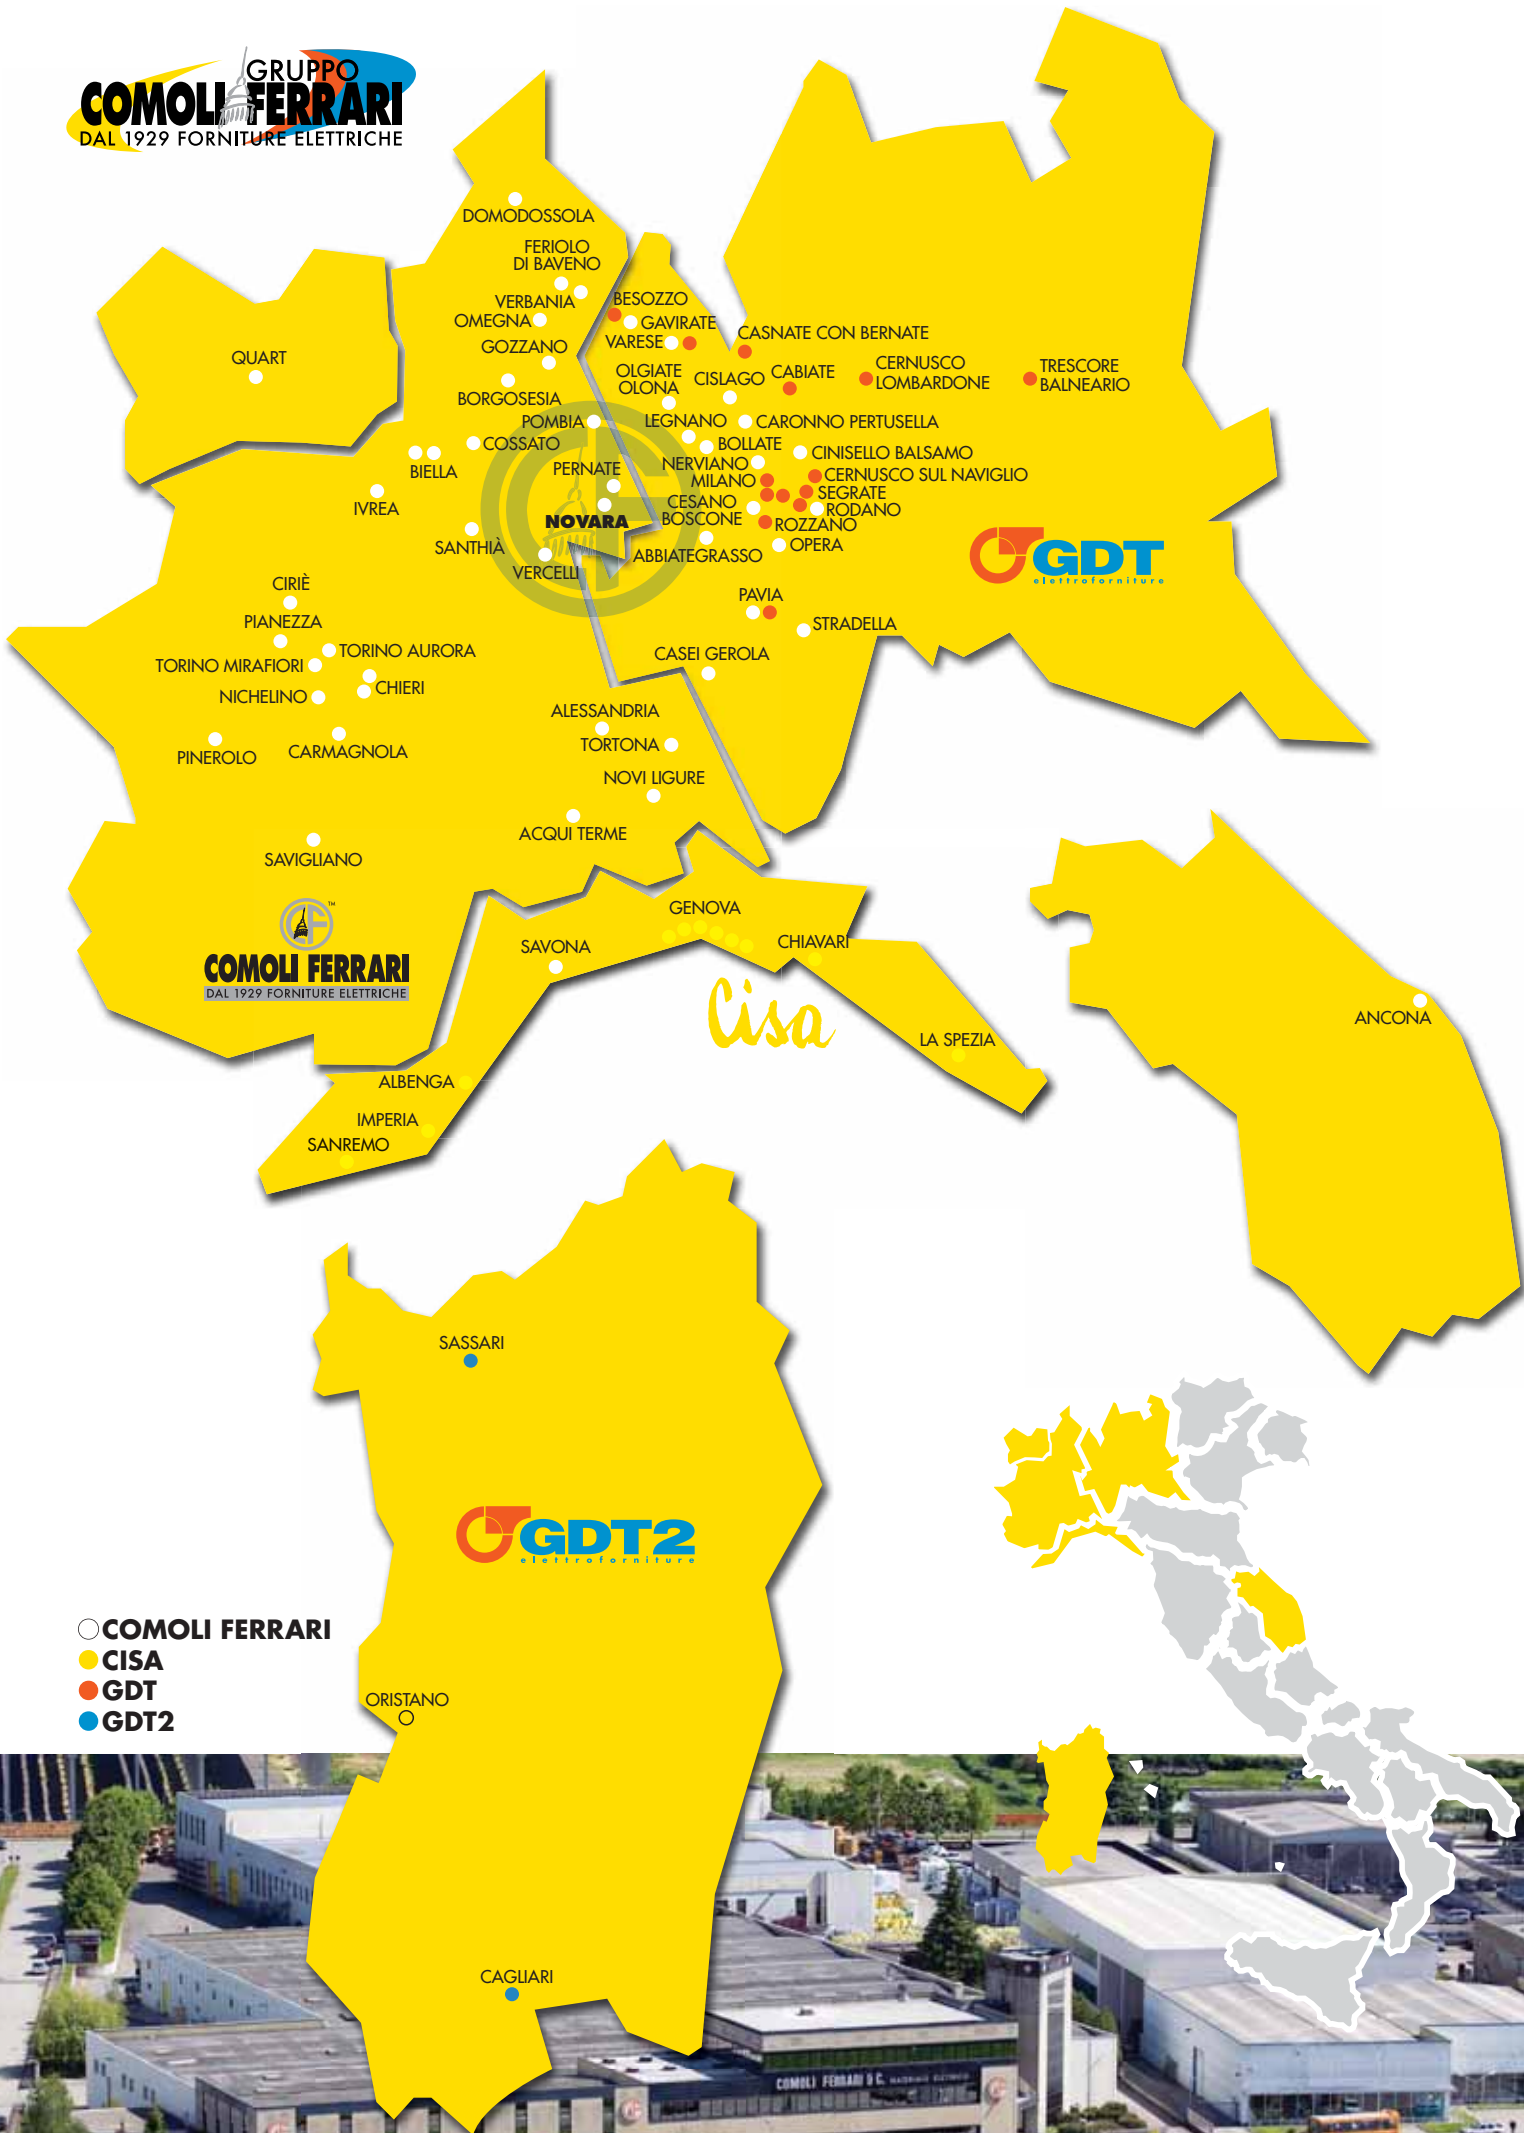 GRUPPO
COMOLI FERRARI
DAL 1929 FORNITURE ELETTRICHE
DOMODOSSOLA
FERIOLO
DI BAVENO
VERBANIA
OMEGNA
GOZZANO
BORGOSESIA
POMBIA
COSSATO
BIELLA
PERNATE
IVREA
NOVARA
SANTHIÀ
VERCELLI
QUART
BESOZZO
GAVIRATE
VARESE
CASNATE CON BERNATE
OLGIATE
OLONA
CISLAGO
CABIATE
CERNUSCO
LOMBARDONE
TRESCORE
BALNEARIO
LEGNANO
CARONNO PERTUSELLA
BOLLATE
CINISELLO BALSAMO
NERVIANO
MILANO
CERNUSCO SUL NAVIGLIO
SEGRATE
CESANO
BOSCONE
RODANO
ROZZANO
OPERA
ABBIATEGRASSO
GDT
elettroforniture
PAVIA
STRADELLA
CASEI GEROLA
CIRIÈ
PIANEZZA
TORINO AURORA
TORINO MIRAFIORI
CHIERI
NICHELINO
PINEROLO
CARMAGNOLA
ALESSANDRIA
TORTONA
NOVI LIGURE
ACQUI TERME
SAVIGLIANO
CF™
COMOLI FERRARI
DAL 1929 FORNITURE ELETTRICHE
GENOVA
SAVONA
CHIAVARI
Cisa
LA SPEZIA
ALBENGA
IMPERIA
SANREMO
ANCONA
SASSARI
GDT2
elettroforniture
ORISTANO
CAGLIARI
COMOLI FERRARI
CISA
GDT
GDT2
COMOLI FERRARI & C. MATERIALE ELETTRICO